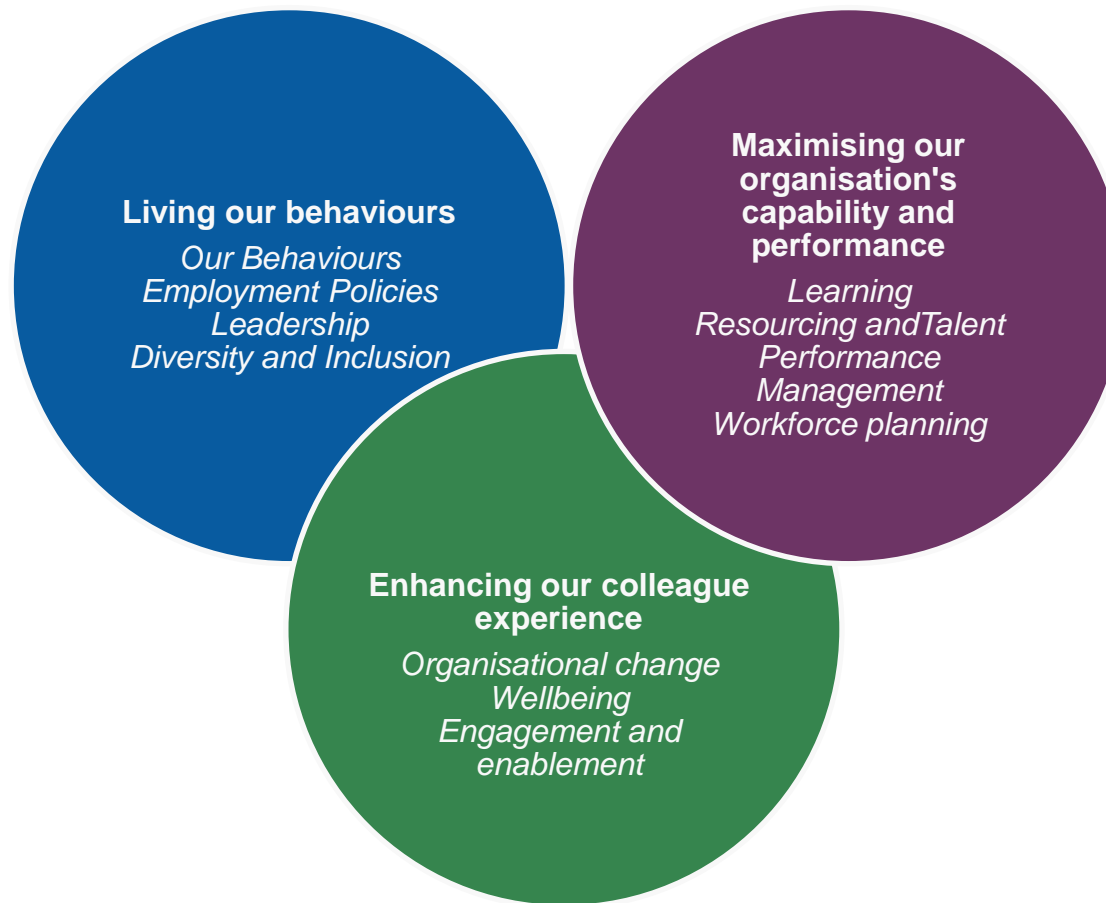 Living our behaviours
Our Behaviours
Employment Policies
Leadership
Diversity and Inclusion
Maximising our
organisation's
capability and
performance
Learning
Resourcing andTalent
Performance
Management
Workforce planning
Enhancing our colleague
experience
Organisational change
Wellbeing
Engagement and
enablement